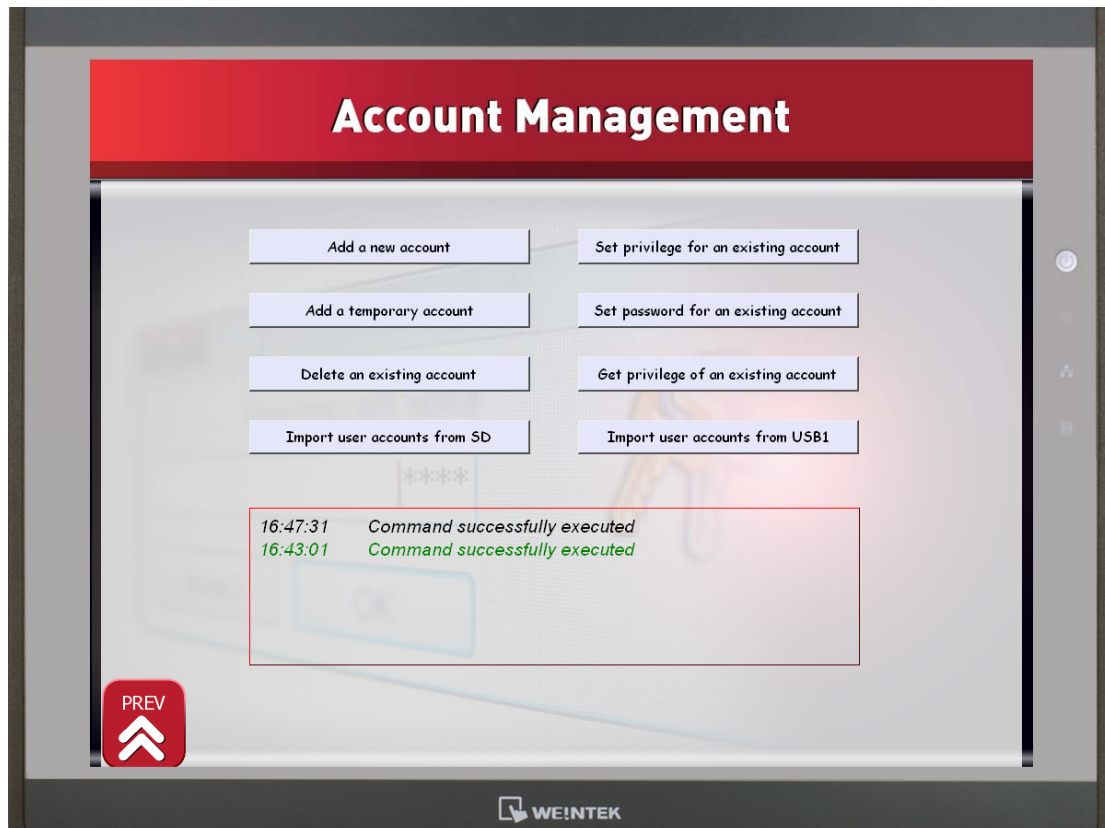 Account Management
Add a new account
Set privilege for an existing account
Add a temporary account
Set password for an existing account
Delete an existing account
Get privilege of an existing account
Import user accounts from SD
Import user accounts from USB1
****
16:47:31 Command successfully executed
16:43:01 Command successfully executed
OK
PREV
WE!NTEK